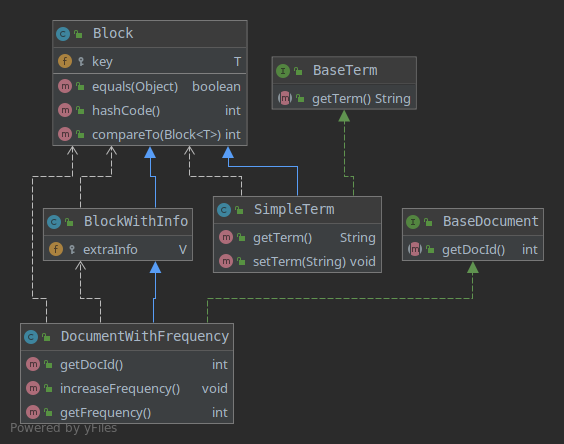 Block
key T
equals(Object) boolean
hashCode() int
compareTo(Block<T>) int
BaseTerm
getTerm() String
BlockWithInfo
extraInfo V
SimpleTerm
getTerm() String
setTerm(String) void
BaseDocument
getDocId() int
DocumentWithFrequency
getDocId() int
increaseFrequency() void
getFrequency() int
Powered by yFiles